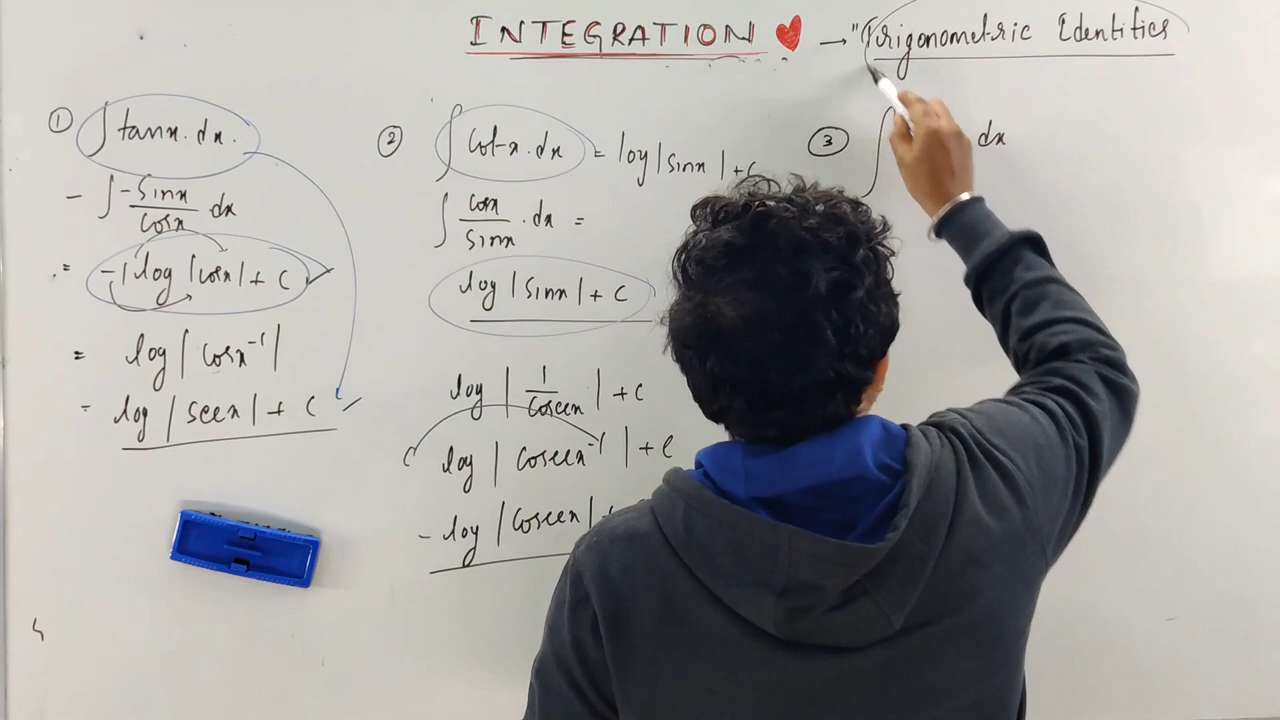 INTEGRATION ❤ → "Trigonometric Identities
① ∫ tanx. dx.
- ∫ -Sinx/Cosx dx
= -1 log |cosx| + C
= log | Cosx⁻¹ |
= log | secx | + C
② ∫ Cot x. dx = log |sinx| + C
∫ Cosx/Sinx . dx =
log | Sinx | + C
log | 1/Cosecx | + C
log | Cosecx⁻¹ | + C
- log | Cosecx |
③ ∫ dx